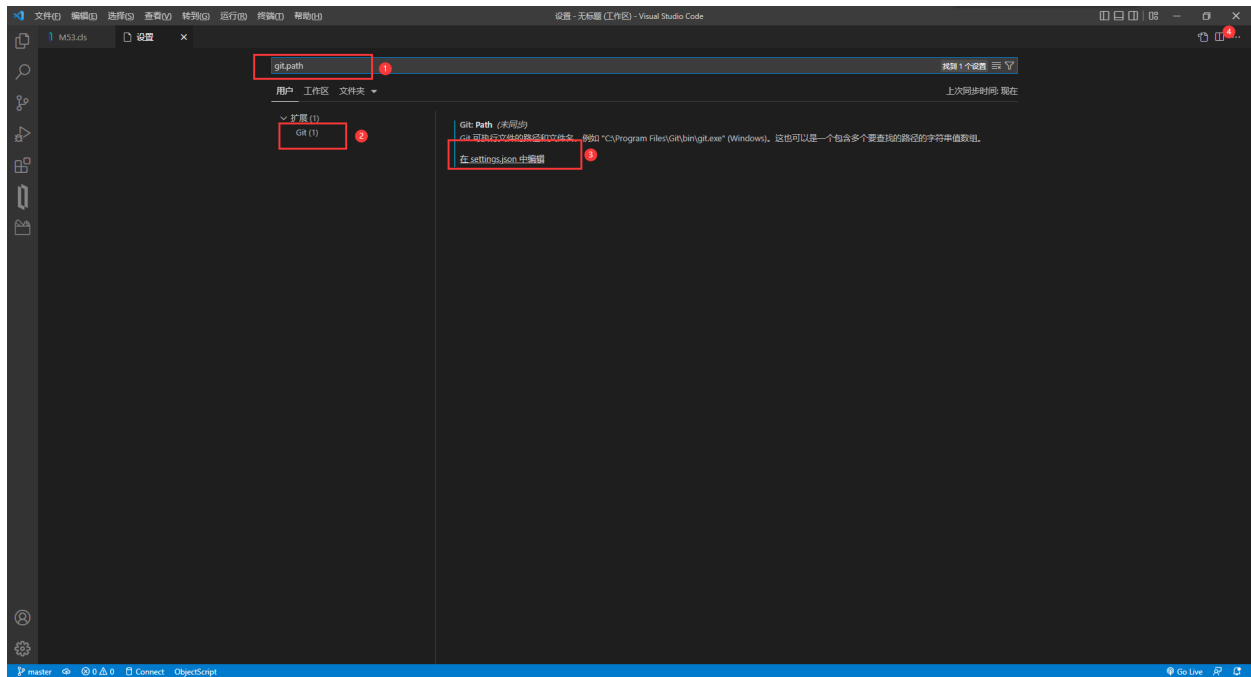 文件(F) 编辑(E) 选择(S) 查看(V) 转到(G) 运行(R) 终端(T) 帮助(H) 设置 - 无标题 (工作区) - Visual Studio Code
M53.cls 设置 4
git.path 1 找到 1 个设置
用户 工作区 文件夹 上次同步时间: 现在
扩展 (1)
Git (1) 2
Git: Path (未同步)
Git 可执行文件的路径和文件名，例如 "C:\Program Files\Git\bin\git.exe" (Windows)。这也可以是一个包含多个要查找的路径的字符串值数组。
在 settings.json 中编辑 3
master 0 0 Connect ObjectScript Go Live